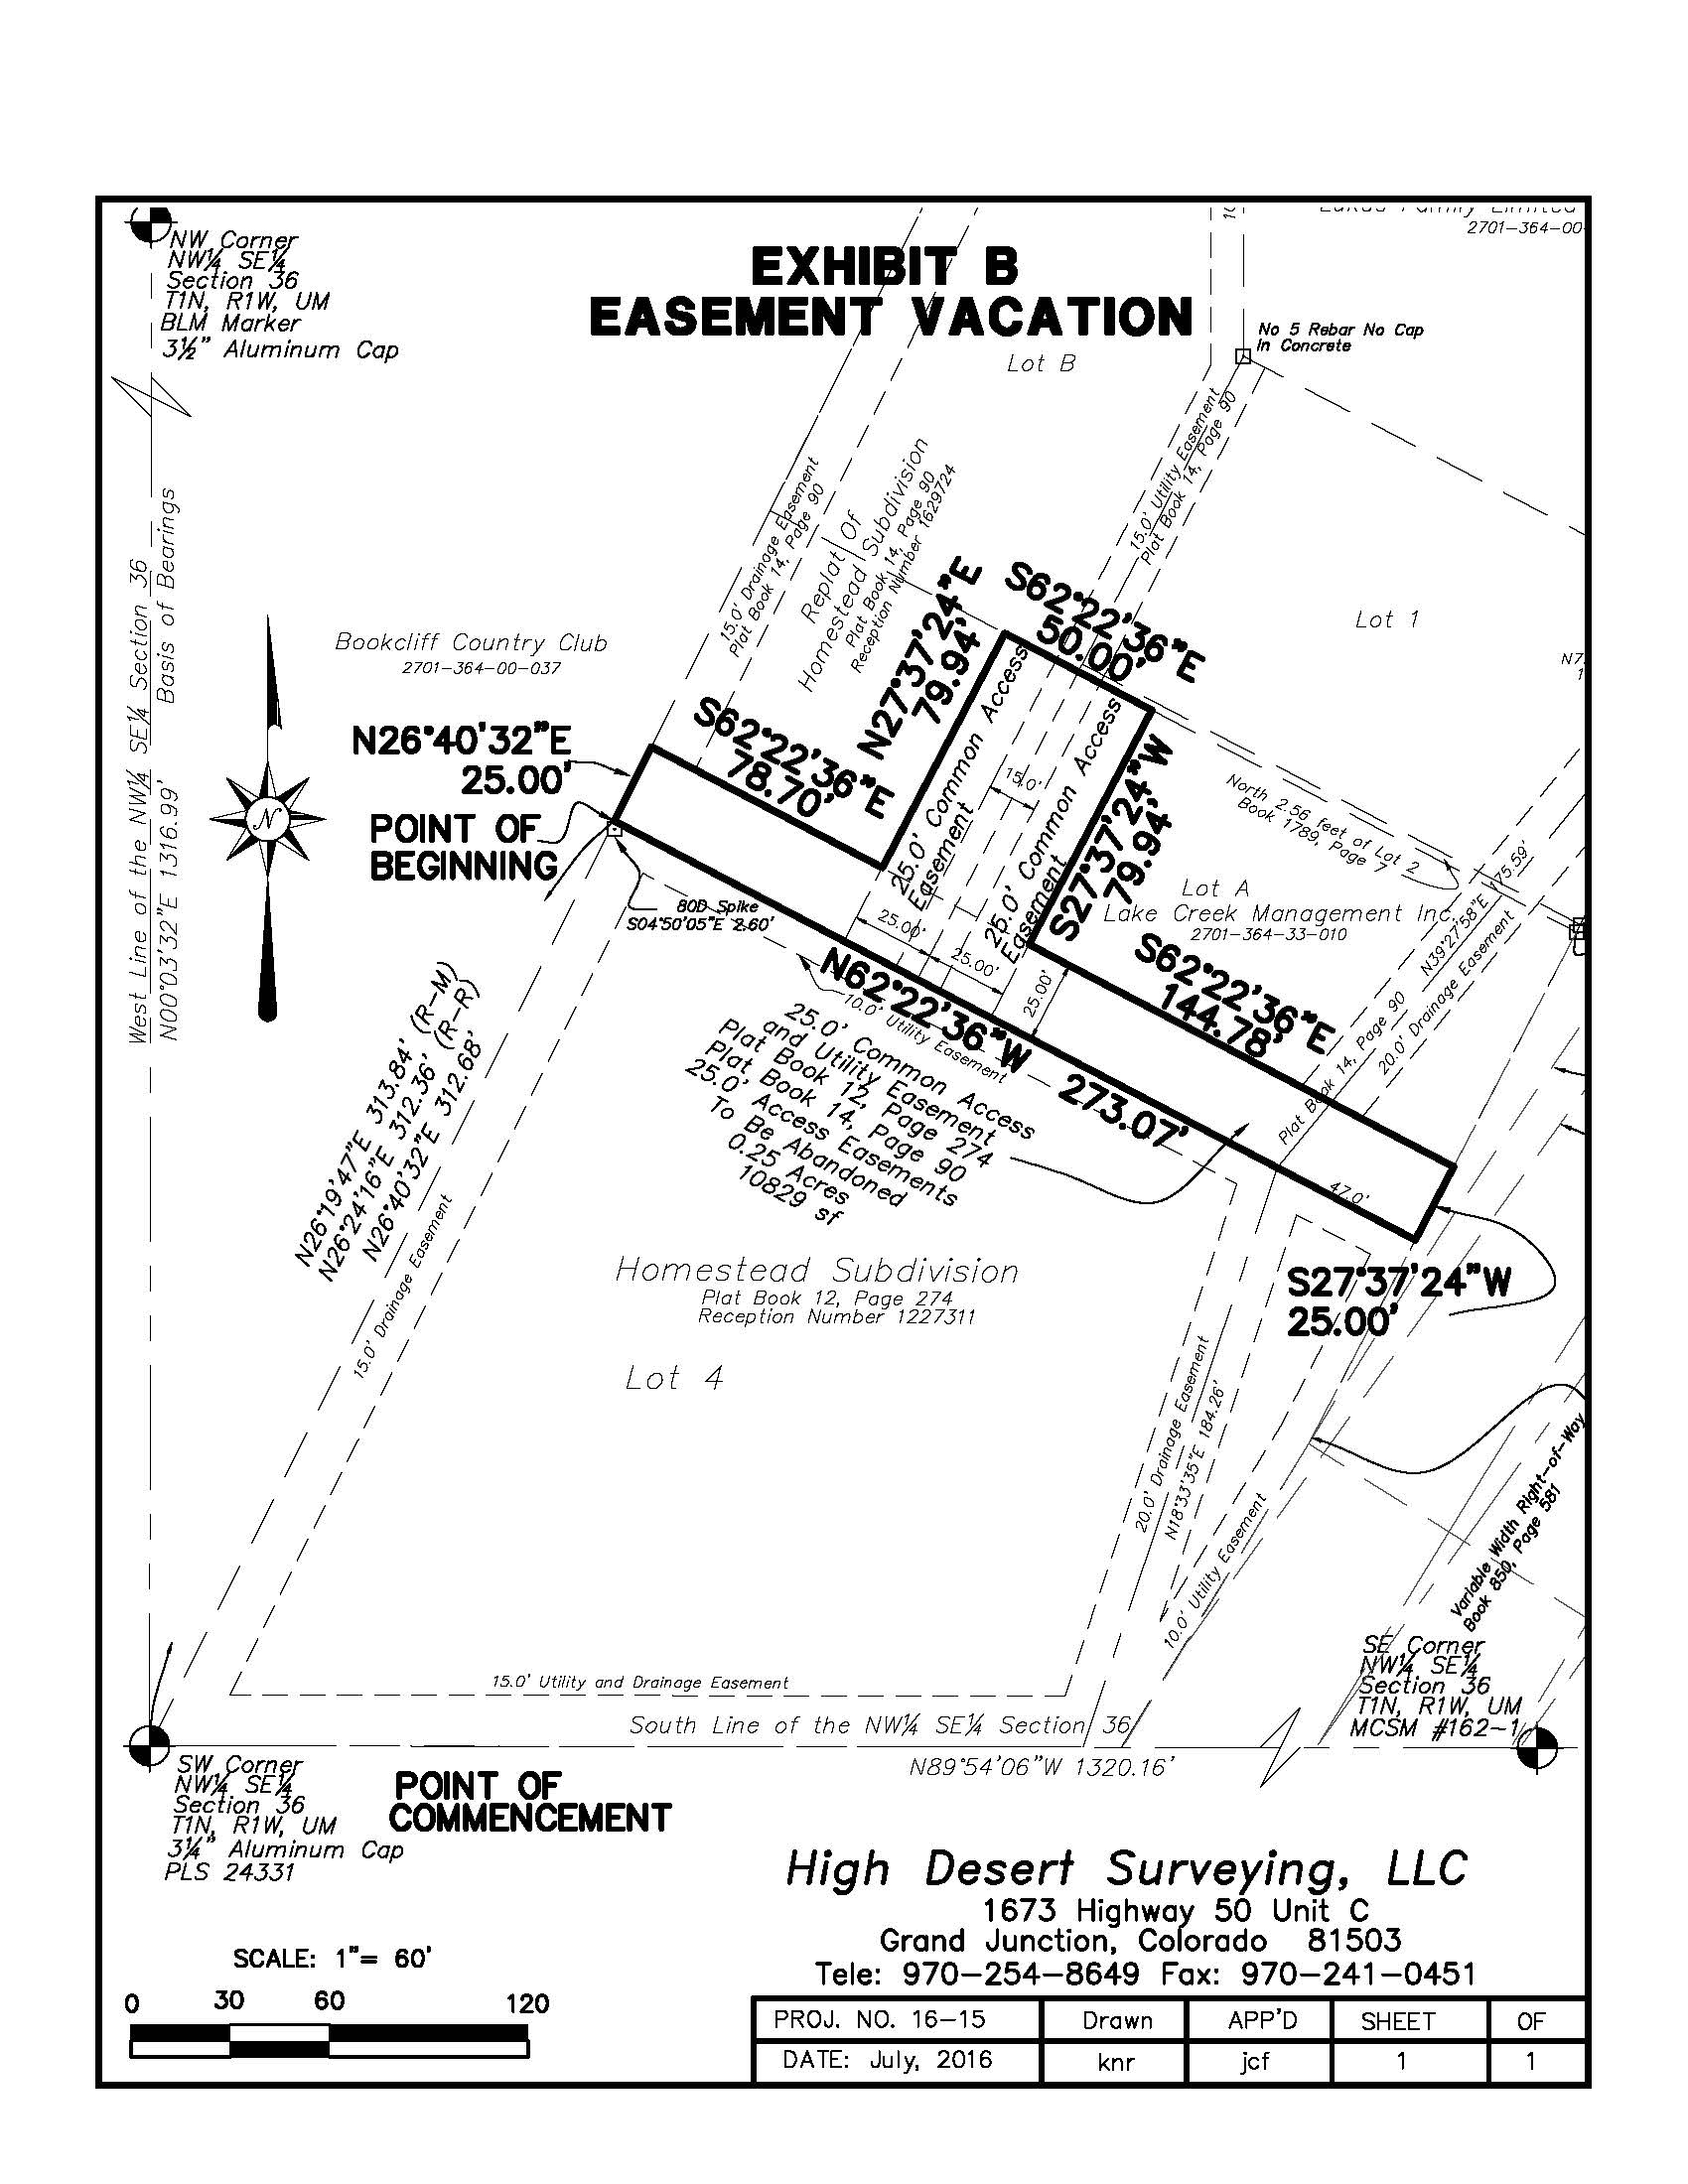 EXHIBIT B
EASEMENT VACATION
NW Corner
NW¼ SE¼
Section 36
T1N, R1W, UM
BLM Marker
3½" Aluminum Cap
10
2701-364-00
No 5 Rebar No Cap
In Concrete
Lot B
15.0' Utility Easement
Plat Book 14, Page 90
15.0' Drainage Easement
Plat Book 14, Page 90
Replat Of
Homestead Subdivision
Plat Book 14, Page 90
Reception Number 1629724
West Line of the NW¼ SE¼ Section 36
N00°03'32"E 1316.99'
Basis of Bearings
Bookcliff Country Club
2701-364-00-037
N
Lot 1
N7
1
N26°40'32"E
25.00'
S62°22'36"E
78.70'
N27°37'24"E
79.94'
S62°22'36"E
50.00'
S27°37'24"W
79.94'
25.0' Common Access
Easement
15.0'
25.0' Common Access
Easement
POINT OF
BEGINNING
80D Spike
S04°50'05"E 2.60'
25.00'
25.00'
25.00'
North 2.56 feet of Lot 2
Book 1789, Page 7
Lot A
Lake Creek Management Inc.
2701-364-33-010
N39°27'58"E 175.59'
20.0' Drainage Easement
Plat Book 14, Page 90
S62°22'36"E
144.78'
N62°22'36"W 273.07'
10.0' Utility Easement
25.0' Common Access
and Utility Easement
Plat Book 12, Page 274
Plat Book 14, Page 90
25.0' Access Easements
To Be Abandoned
0.25 Acres
10829 sf
47.0'
S27°37'24"W
25.00'
N26°19'47"E 313.84' (R-M)
N26°24'16"E 312.36' (R-R)
N26°40'32"E 312.68'
15.0' Drainage Easement
Homestead Subdivision
Plat Book 12, Page 274
Reception Number 1227311
Lot 4
20.0' Drainage Easement
N18°33'35"E 184.26'
10.0' Utility Easement
Variable Width Right-of-Way
Book 850, Page 581
15.0' Utility and Drainage Easement
South Line of the NW¼ SE¼ Section 36
N89°54'06"W 1320.16'
SE Corner
NW¼ SE¼
Section 36
T1N, R1W, UM
MCSM #162-1
SW Corner
NW¼ SE¼
Section 36
T1N, R1W, UM
3¼" Aluminum Cap
PLS 24331
POINT OF
COMMENCEMENT
High Desert Surveying, LLC
1673 Highway 50 Unit C
Grand Junction, Colorado 81503
Tele: 970-254-8649 Fax: 970-241-0451
SCALE: 1"= 60'
0 30 60 120
PROJ. NO. 16-15 Drawn APP'D SHEET OF
DATE: July, 2016 knr jcf 1 1